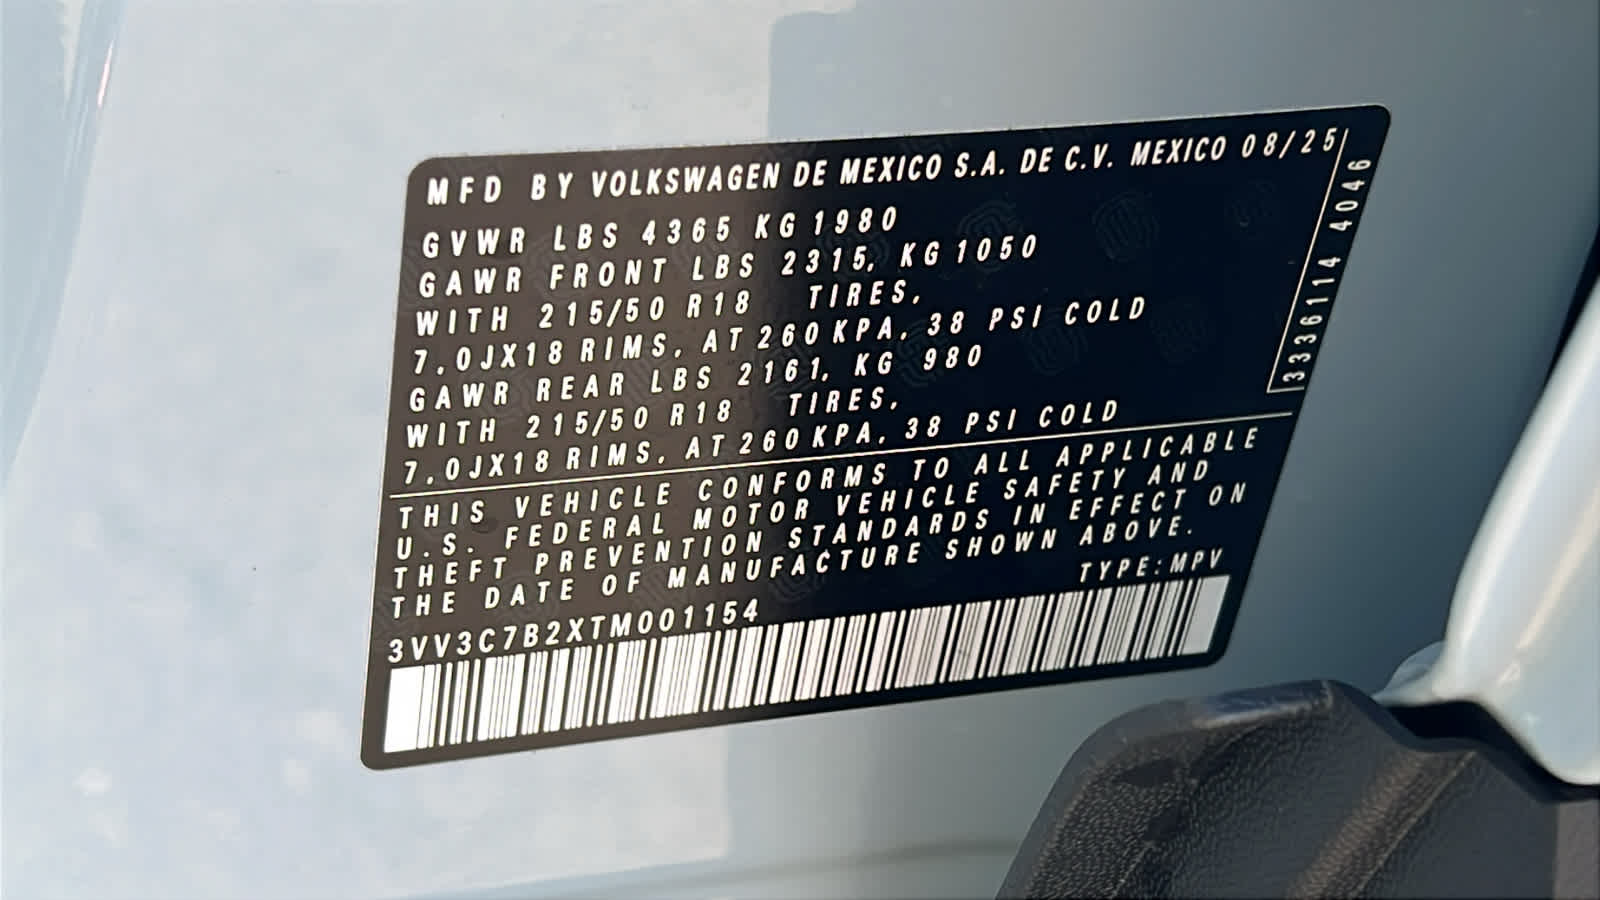 MFD BY VOLKSWAGEN DE MEXICO S.A. DE C.V. MEXICO 08/25
GVWR LBS 4365 KG 1980
GAWR FRONT LBS 2315, KG 1050
WITH 215/50 R18 TIRES,
7.0JX18 RIMS, AT 260 KPA, 38 PSI COLD
GAWR REAR LBS 2161, KG 980
WITH 215/50 R18 TIRES,
7.0JX18 RIMS, AT 260 KPA, 38 PSI COLD
3336114 4046
THIS VEHICLE CONFORMS TO ALL APPLICABLE
U.S. FEDERAL MOTOR VEHICLE SAFETY AND
THEFT PREVENTION STANDARDS IN EFFECT ON
THE DATE OF MANUFACTURE SHOWN ABOVE.
TYPE: MPV
3VV3C7B2XTM001154